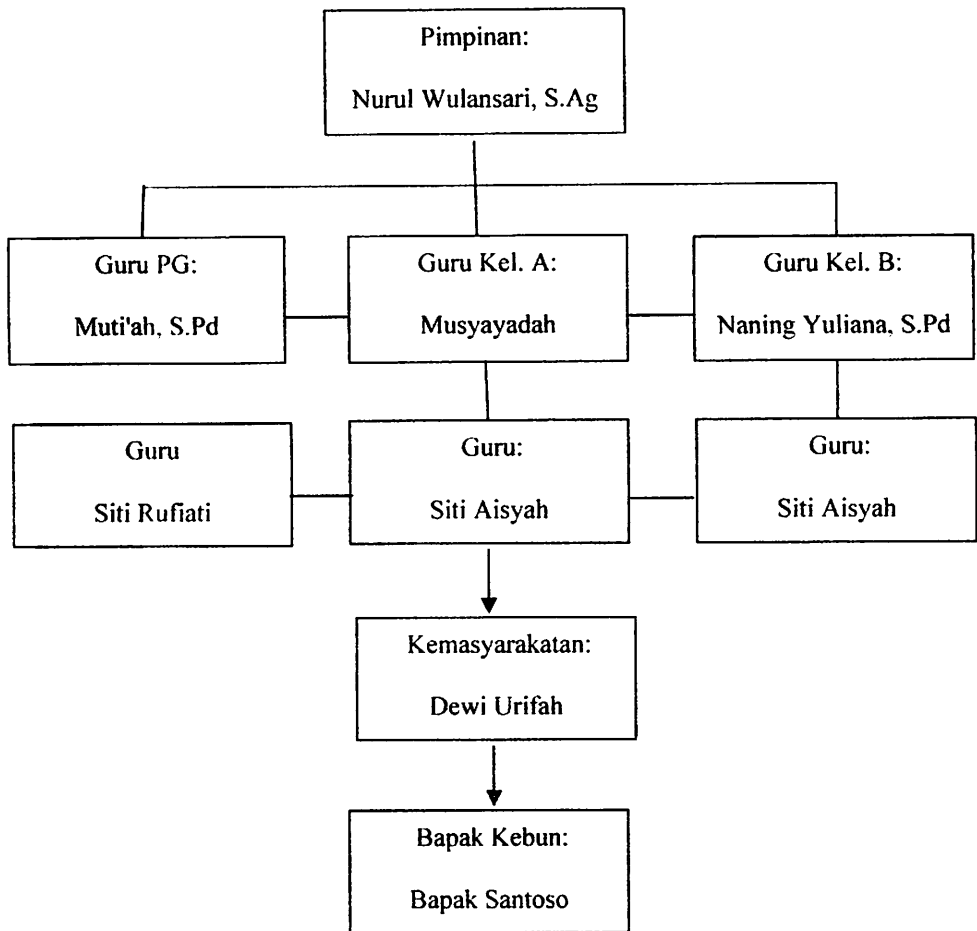 Pimpinan:
Nurul Wulansari, S.Ag
Guru PG:
Muti'ah, S.Pd
Guru Kel. A:
Musyayadah
Guru Kel. B:
Naning Yuliana, S.Pd
Guru
Siti Rufiati
Guru:
Siti Aisyah
Guru:
Siti Aisyah
Kemasyarakatan:
Dewi Urifah
Bapak Kebun:
Bapak Santoso